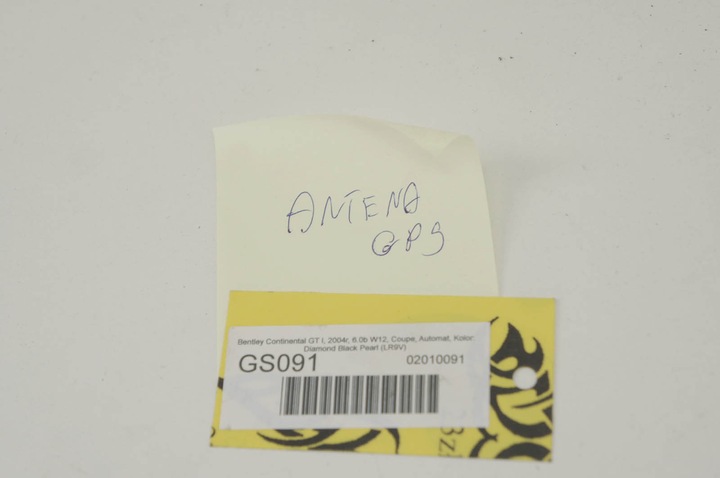 ANTENA
GPS
Bentley Continental GT I, 2004r, 6.0b W12, Coupe, Automat, Kolor:
Diamond Black Pearl (LR9V)
GS091 02010091